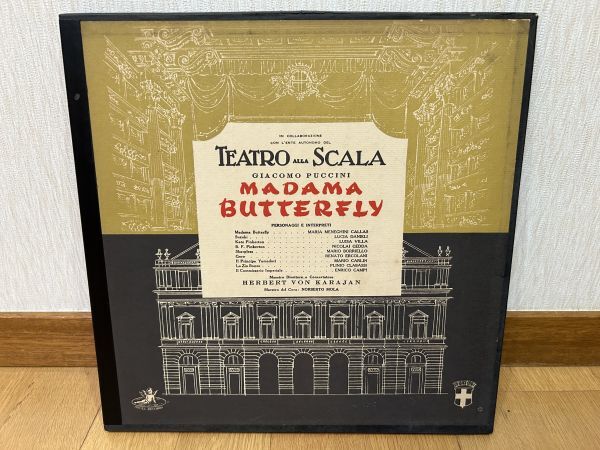 IN COLLABORAZIONE
CON L'ENTE AUTONOMO DEL
TEATRO ALLA SCALA
GIACOMO PUCCINI
MADAMA
BUTTERFLY
PERSONAGGI E INTERPRETI
Madama Butterfly . . . . . . MARIA MENEGHINI CALLAS
Suzuki . . . . . . LUCIA DANIELI
Kate Pinkerton . . . . . . LUISA VILLA
B. F. Pinkerton . . . . . . NICOLAI GEDDA
Sharpless . . . . . . MARIO BORRIELLO
Goro . . . . . . RENATO ERCOLANI
Il Principe Yamadori . . . . . . MARIO CARLIN
Lo Zio Bonzo . . . . . . PLINIO CLABASSI
Il Commissario Imperiale . . . . . . ENRICO CAMPI
Maestro Direttore e Concertatore
HERBERT VON KARAJAN
Maestro del Coro: NORBERTO MOLA